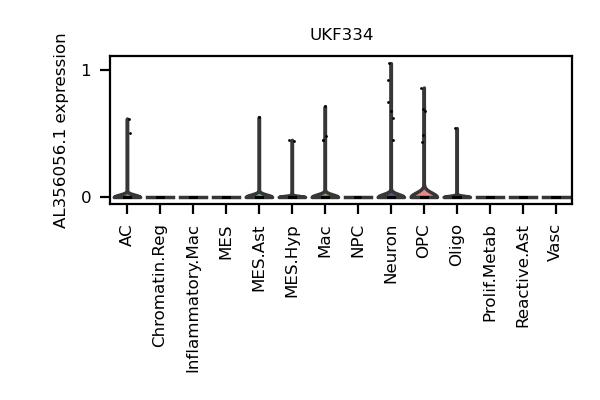 UKF334
AL356056.1 expression
1
0
AC
Chromatin.Reg
Inflammatory.Mac
MES
MES.Ast
MES.Hyp
Mac
NPC
Neuron
OPC
Oligo
Prolif.Metab
Reactive.Ast
Vasc